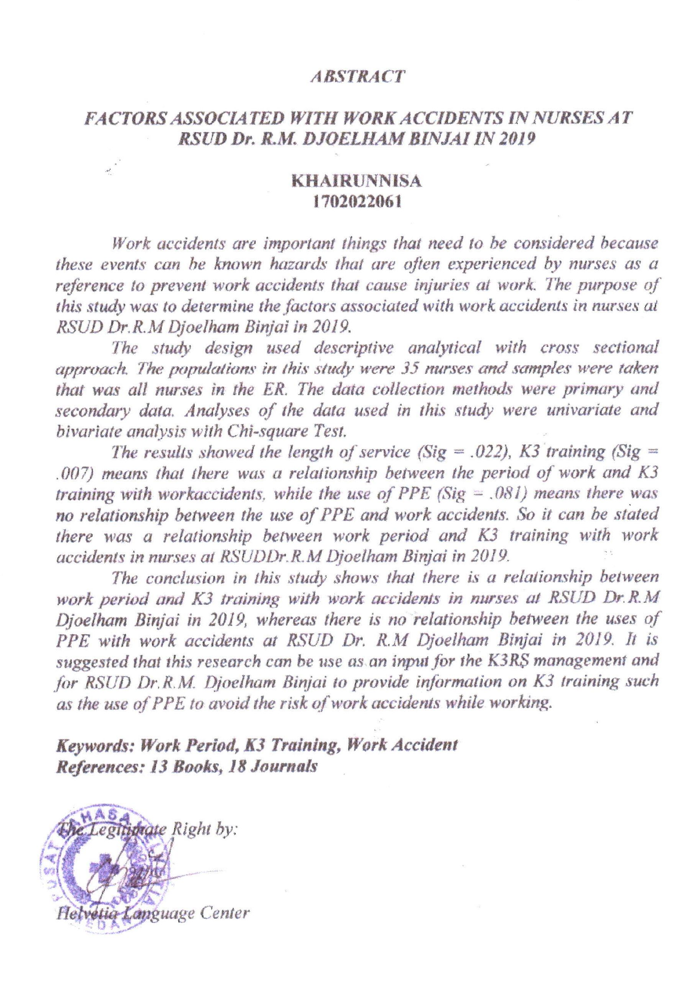 ABSTRACT
FACTORS ASSOCIATED WITH WORK ACCIDENTS IN NURSES AT
RSUD Dr. R.M. DJOELHAM BINJAI IN 2019
KHAIRUNNISA
1702022061
Work accidents are important things that need to be considered because
these events can be known hazards that are often experienced by nurses as a
reference to prevent work accidents that cause injuries at work. The purpose of
this study was to determine the factors associated with work accidents in nurses at
RSUD Dr.R.M Djoelham Binjai in 2019.
The study design used descriptive analytical with cross sectional
approach. The populations in this study were 35 nurses and samples were taken
that was all nurses in the ER. The data collection methods were primary and
secondary data. Analyses of the data used in this study were univariate and
bivariate analysis with Chi-square Test.
The results showed the length of service (Sig = .022), K3 training (Sig =
.007) means that there was a relationship between the period of work and K3
training with workaccidents, while the use of PPE (Sig = .081) means there was
no relationship between the use of PPE and work accidents. So it can be stated
there was a relationship between work period and K3 training with work
accidents in nurses at RSUDDr.R.M Djoelham Binjai in 2019.
The conclusion in this study shows that there is a relationship between
work period and K3 training with work accidents in nurses at RSUD Dr.R.M
Djoelham Binjai in 2019, whereas there is no relationship between the uses of
PPE with work accidents at RSUD Dr. R.M Djoelham Binjai in 2019. It is
suggested that this research can be use as an input for the K3RS management and
for RSUD Dr.R.M. Djoelham Binjai to provide information on K3 training such
as the use of PPE to avoid the risk of work accidents while working.
Keywords: Work Period, K3 Training, Work Accident
References: 13 Books, 18 Journals
The Legitimate Right by:
PUSAT BAHASA HELVETIA
MEDAN
Helvetia Language Center